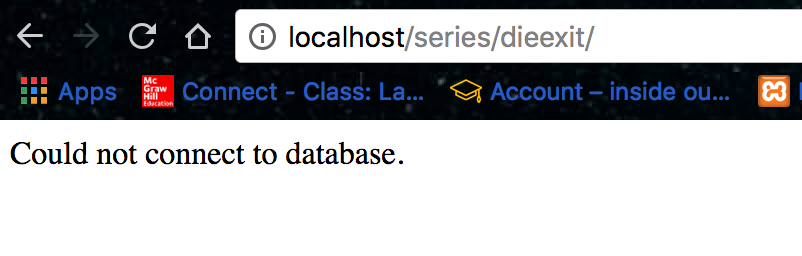 localhost/series/dieexit/
Apps
Mc
Graw
Hill
Education
Connect - Class: La...
Account – inside ou...
Could not connect to database.